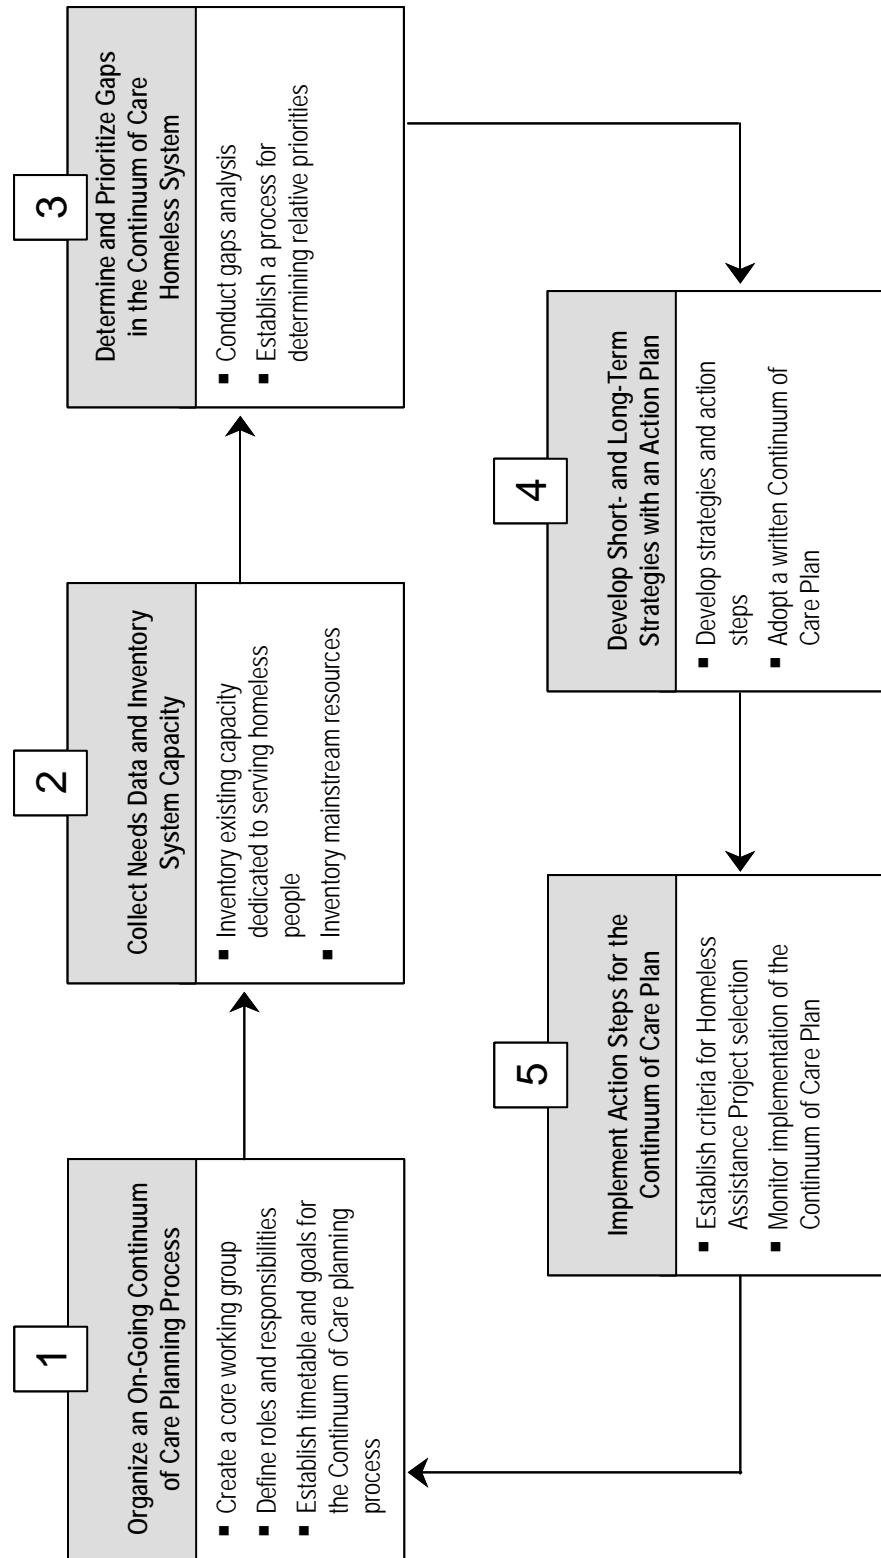 1
Organize an On-Going Continuum
of Care Planning Process
■ Create a core working group
■ Define roles and responsibilities
■ Establish timetable and goals for
the Continuum of Care planning
process
2
Collect Needs Data and Inventory
System Capacity
■ Inventory existing capacity
dedicated to serving homeless
people
■ Inventory mainstream resources
3
Determine and Prioritize Gaps
in the Continuum of Care
Homeless System
■ Conduct gaps analysis
■ Establish a process for
determining relative priorities
4
Develop Short- and Long-Term
Strategies with an Action Plan
■ Develop strategies and action
steps
■ Adopt a written Continuum of
Care Plan
5
Implement Action Steps for the
Continuum of Care Plan
■ Establish criteria for Homeless
Assistance Project selection
■ Monitor implementation of the
Continuum of Care Plan